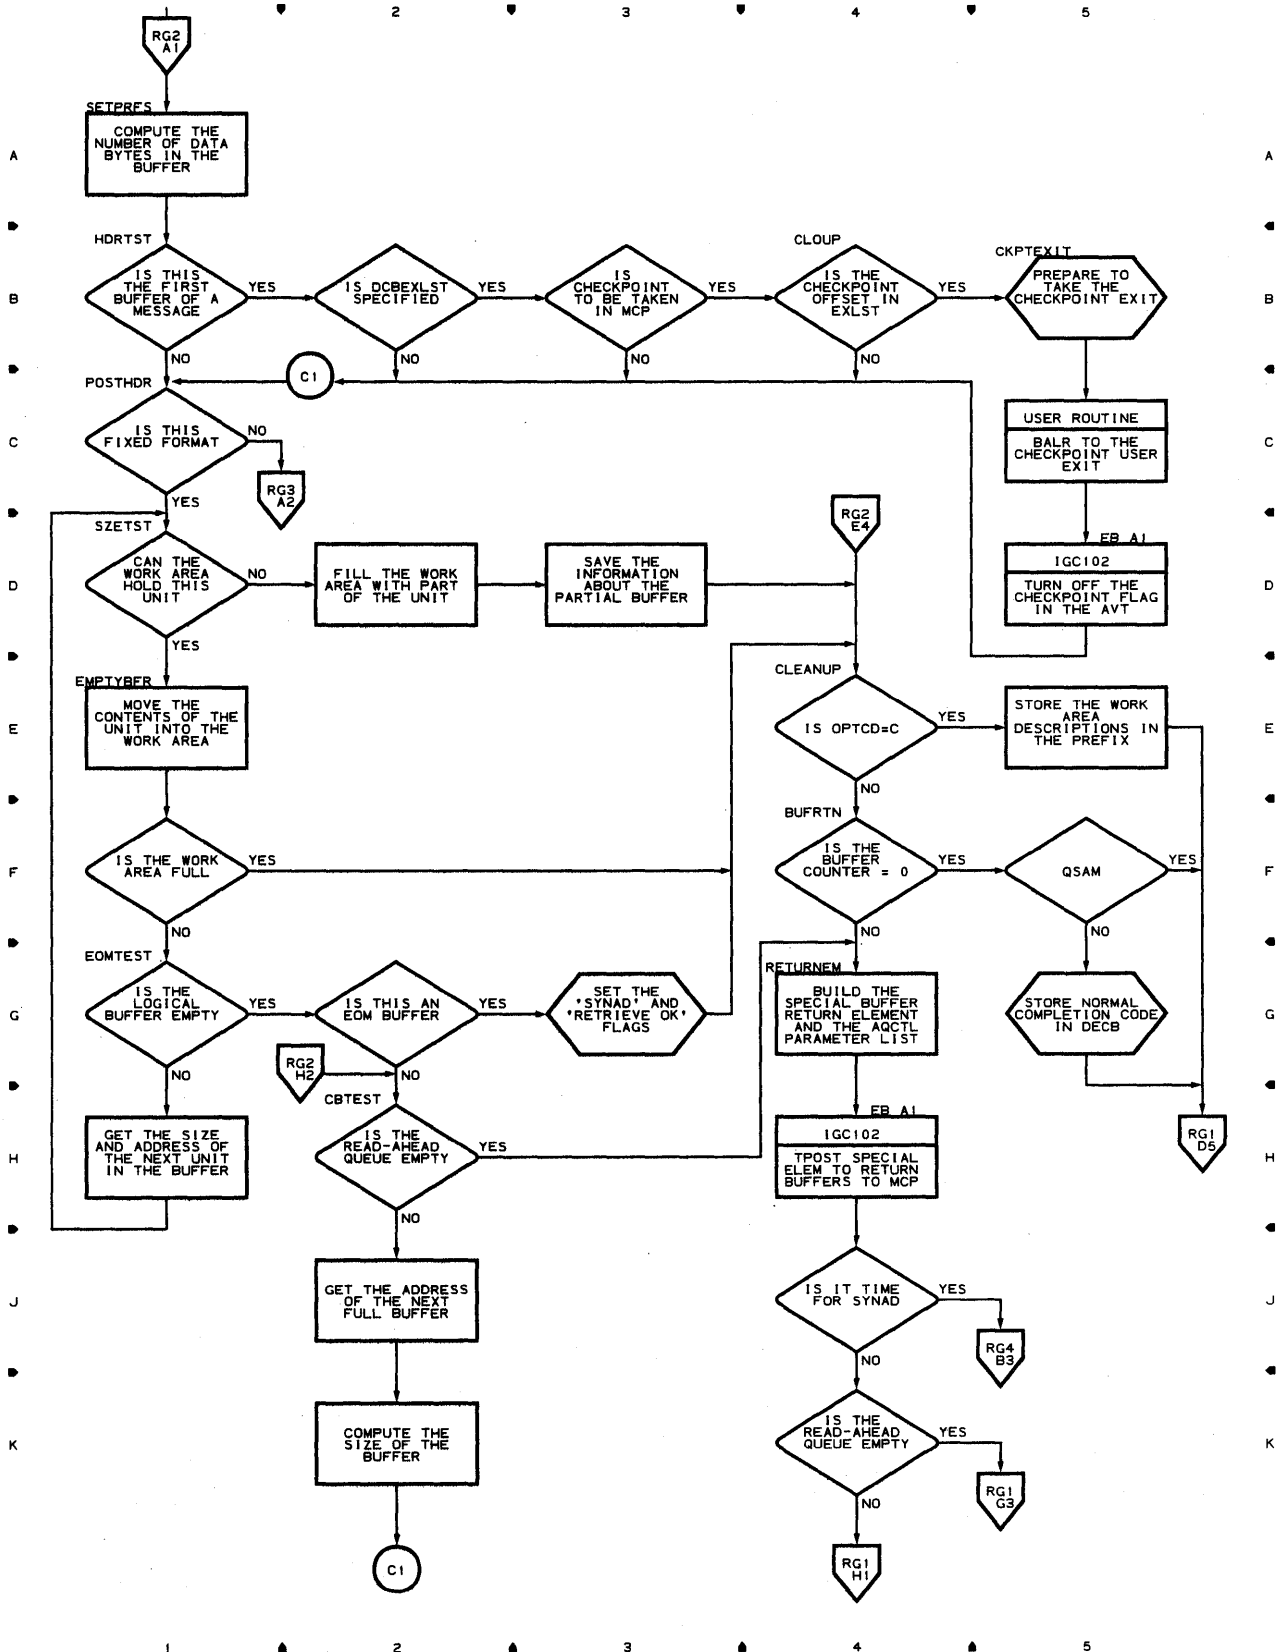 2 3 4 5
RG2
A1
SETPRES
COMPUTE THE
NUMBER OF DATA
BYTES IN THE
BUFFER
A A
HDRTST
IS THIS
THE FIRST
BUFFER OF A
MESSAGE
YES
NO
IS DCBEXLST
SPECIFIED
YES
NO
IS
CHECKPOINT
TO BE TAKEN
IN MCP
YES
NO
CLOUP
IS THE
CHECKPOINT
OFFSET IN
EXLST
YES
NO
CKPTEXIT
PREPARE TO
TAKE THE
CHECKPOINT EXIT
B B
POSTHDR
C1
IS THIS
FIXED FORMAT
NO
YES
RG3
A2
USER ROUTINE
BALR TO THE
CHECKPOINT USER
EXIT
C C
RG2
E4
SZETST
CAN THE
WORK AREA
HOLD THIS
UNIT
NO
YES
FILL THE WORK
AREA WITH PART
OF THE UNIT
SAVE THE
INFORMATION
ABOUT THE
PARTIAL BUFFER
EB A1
IGC102
TURN OFF THE
CHECKPOINT FLAG
IN THE AVT
D D
EMPTYBER
MOVE THE
CONTENTS OF THE
UNIT INTO THE
WORK AREA
CLEANUP
IS OPTCD=C
YES
NO
STORE THE WORK
AREA
DESCRIPTIONS IN
THE PREFIX
E E
IS THE WORK
AREA FULL
YES
NO
BUFRTN
IS THE
BUFFER
COUNTER = 0
YES
NO
QSAM
YES
NO
F F
EOMTEST
IS THE
LOGICAL
BUFFER EMPTY
YES
NO
IS THIS AN
EOM BUFFER
YES
NO
SET THE
'SYNAD' AND
'RETRIEVE OK'
FLAGS
RETURNEM
BUILD THE
SPECIAL BUFFER
RETURN ELEMENT
AND THE AQCTL
PARAMETER LIST
STORE NORMAL
COMPLETION CODE
IN DECB
G G
RG2
H2
GET THE SIZE
AND ADDRESS OF
THE NEXT UNIT
IN THE BUFFER
CBTEST
IS THE
READ-AHEAD
QUEUE EMPTY
YES
NO
EB A1
IGC102
TPOST SPECIAL
ELEM TO RETURN
BUFFERS TO MCP
RG1
D5
H H
GET THE ADDRESS
OF THE NEXT
FULL BUFFER
IS IT TIME
FOR SYNAD
YES
NO
RG4
B3
J J
COMPUTE THE
SIZE OF THE
BUFFER
IS THE
READ-AHEAD
QUEUE EMPTY
YES
NO
RG1
G3
K K
C1
RG1
H1
1 2 3 4 5